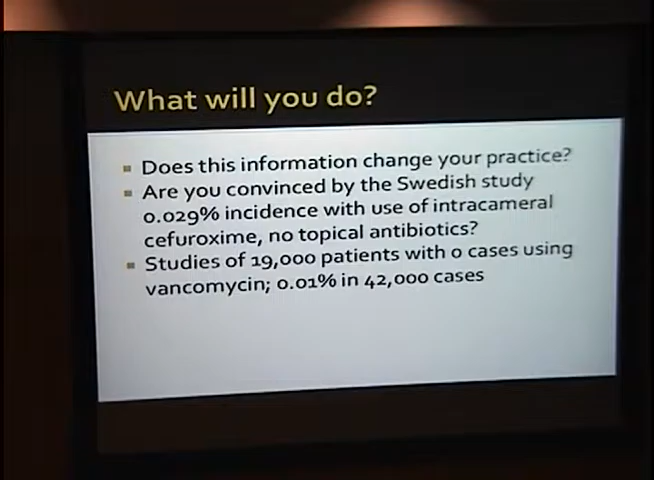 What will you do?
Does this information change your practice?
Are you convinced by the Swedish study
0.029% incidence with use of intracameral
cefuroxime, no topical antibiotics?
Studies of 19,000 patients with 0 cases using
vancomycin; 0.01% in 42,000 cases